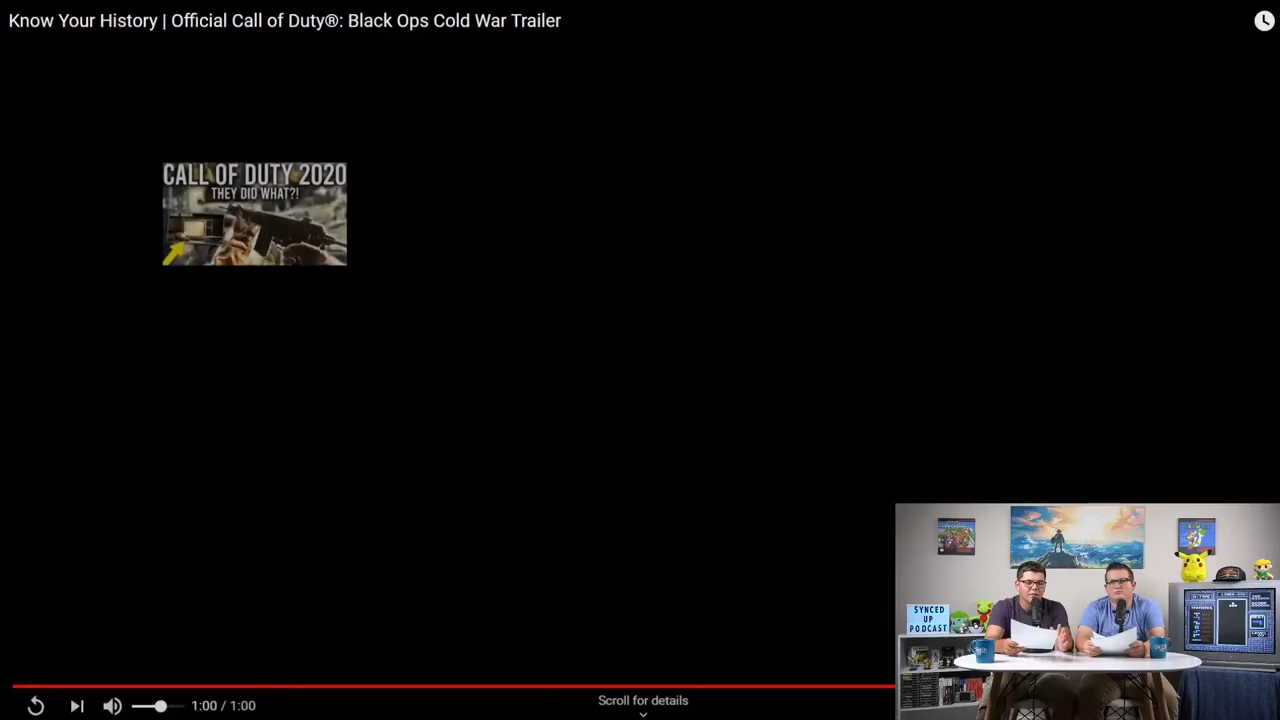 Know Your History | Official Call of Duty®: Black Ops Cold War Trailer
CALL OF DUTY 2020
THEY DID WHAT?!
SYNCED
UP
PODCAST
1:00 / 1:00
Scroll for details